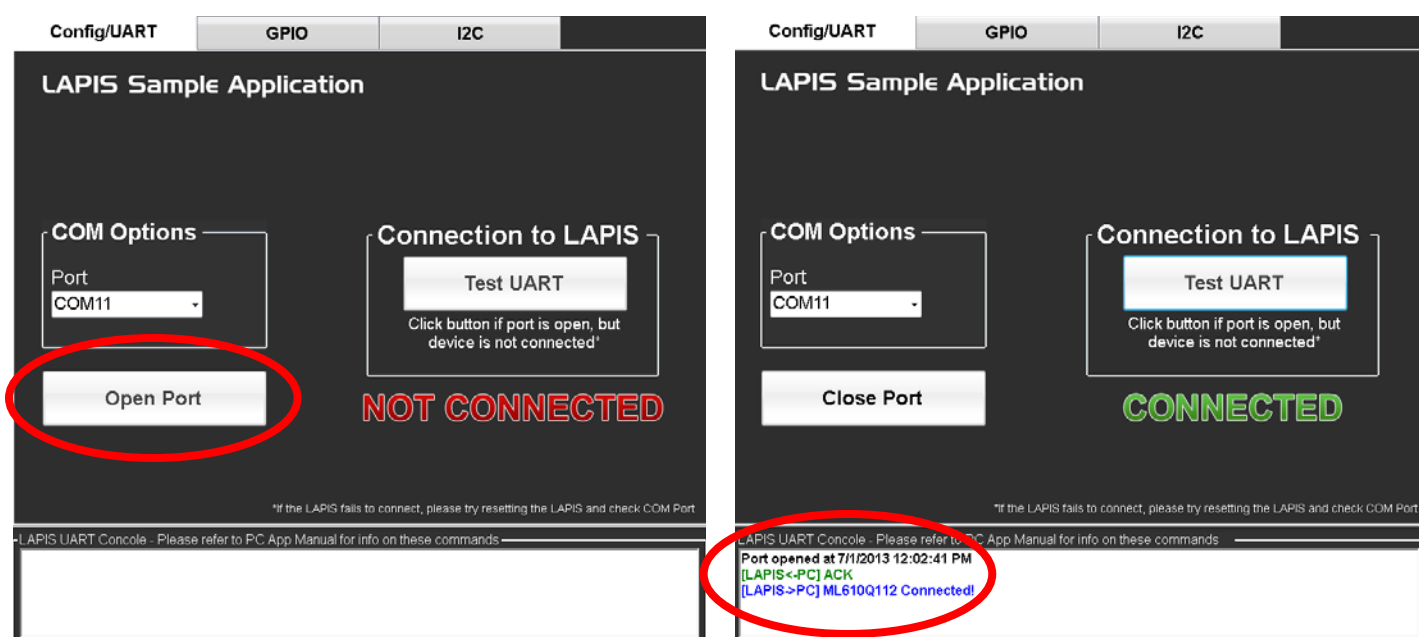 Config/UART
GPIO
I2C
LAPIS Sample Application
COM Options
Port
COM11
Open Port
Connection to LAPIS
Test UART
Click button if port is open, but
device is not connected*
NOT CONNECTED
*If the LAPIS fails to connect, please try resetting the LAPIS and check COM Port
LAPIS UART Concole - Please refer to PC App Manual for info on these commands
Config/UART
GPIO
I2C
LAPIS Sample Application
COM Options
Port
COM11
Close Port
Connection to LAPIS
Test UART
Click button if port is open, but
device is not connected*
CONNECTED
*If the LAPIS fails to connect, please try resetting the LAPIS and check COM Port
LAPIS UART Concole - Please refer to PC App Manual for info on these commands
Port opened at 7/1/2013 12:02:41 PM
[LAPIS<-PC] ACK
[LAPIS->PC] ML610Q112 Connected!